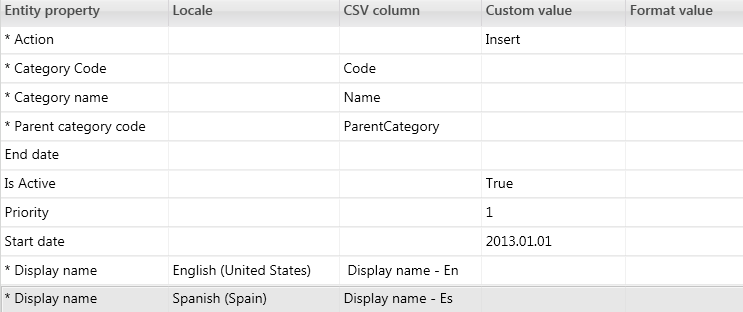 Entity property Locale CSV column Custom value Format value
* Action Insert
* Category Code Code
* Category name Name
* Parent category code ParentCategory
End date
Is Active True
Priority 1
Start date 2013.01.01
* Display name English (United States) Display name - En
* Display name Spanish (Spain) Display name - Es